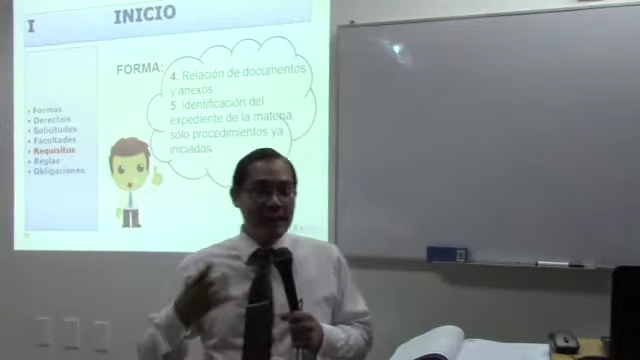 I
INICIO
FORMA:
4. Relación de documentos
y anexos.
5. Identificación del
expediente de la materia,
sólo procedimientos ya
iniciados.
• Formas
• Derechos
• Solicitudes
• Facultades
• Requisitos
• Reglas
• Obligaciones